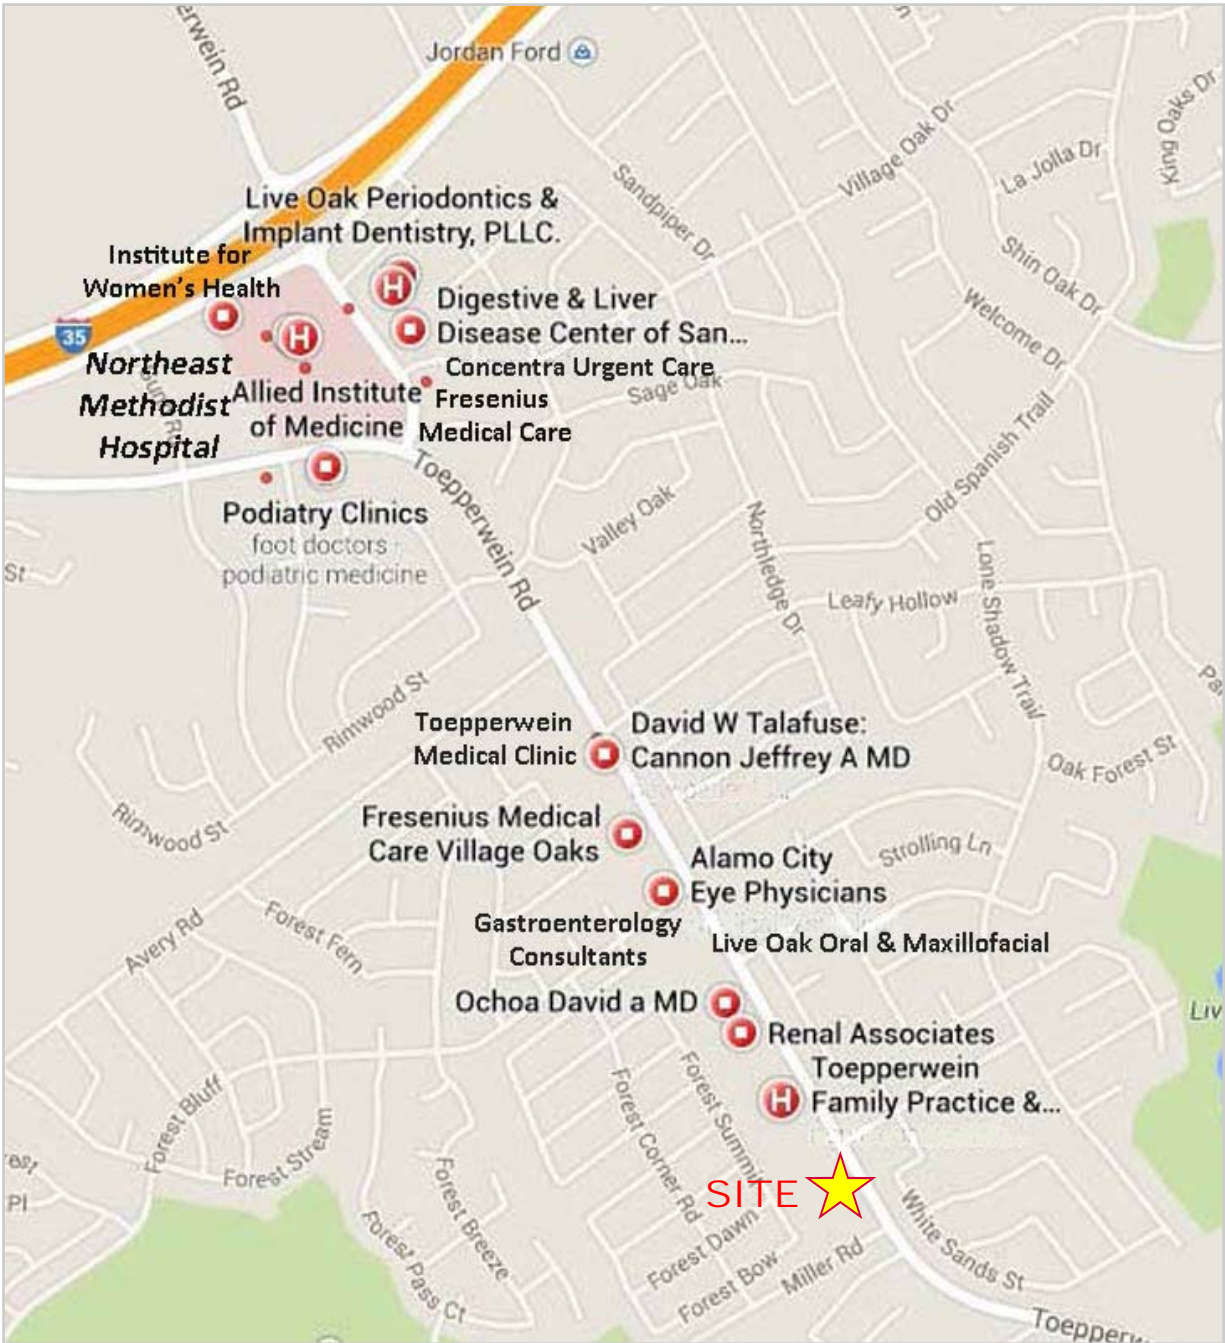 erwein Rd
Jordan Ford
King Oaks Dr
Village Oak Dr
La Jolla Dr
Sandpiper Dr
Live Oak Periodontics &
Implant Dentistry, PLLC.
Institute for
Women's Health
H
Shin Oak Dr
Digestive & Liver
Disease Center of San...
Welcome Dr
35
H
Northeast
Methodist
Hospital
Concentra Urgent Care
Sage Oak
Allied Institute
of Medicine
Fresenius
Medical Care
Old Spanish Trail
Toepperwein Rd
Valley Oak
Northledge Dr
Podiatry Clinics
foot doctors -
podiatric medicine
St
Lone Shadow Trail
Leafy Hollow
Pa
Rimwood St
Toepperwein
Medical Clinic
David W Talafuse:
Cannon Jeffrey A MD
Oak Forest St
Rimwood St
Fresenius Medical
Care Village Oaks
Strolling Ln
Alamo City
Eye Physicians
Avery Rd
Forest Fern
Gastroenterology
Consultants
Live Oak Oral & Maxillofacial
Ochoa David a MD
Liv
Renal Associates
Toepperwein
Family Practice &...
H
Forest Bluff
Forest Stream
Forest Corner Rd
Forest Summit
est
Pl
SITE
Forest Breeze
Forest Pass Ct
Forest Dawn
Forest Bow
Miller Rd
White Sands St
Toepperw